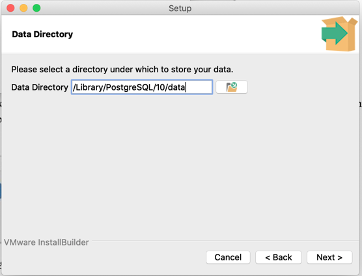 Setup
Data Directory
Please select a directory under which to store your data.
Data Directory /Library/PostgreSQL/10/data
VMware InstallBuilder
Cancel < Back Next >